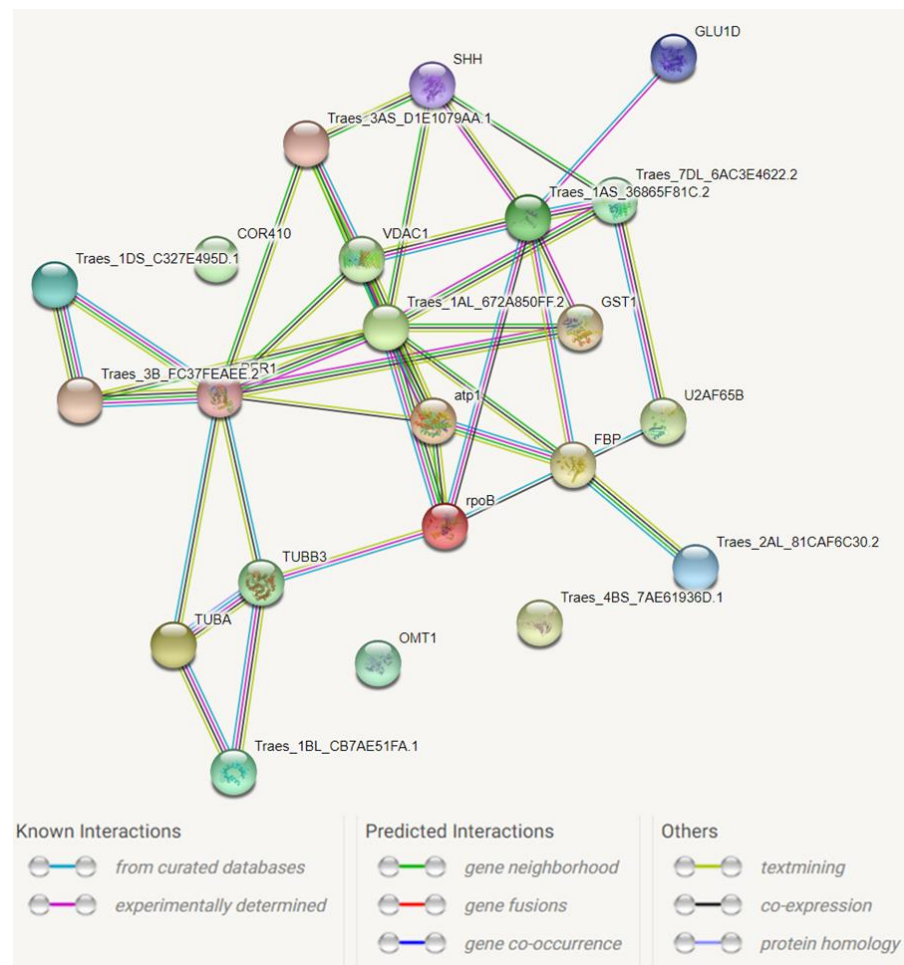 GLU1D
SHH
Traes_3AS_D1E1079AA.1
Traes_7DL_6AC3E4622.2
Traes_1AS_36865F81C.2
COR410
VDAC1
Traes_1DS_C327E495D.1
Traes_1AL_672A850FF.2
GST1
Traes_3B_FC37FEAEE.2
atp1
U2AF65B
FBP
rpoB
Traes_2AL_81CAF6C30.2
TUBB3
Traes_4BS_7AE61936D.1
TUBA
OMT1
Traes_1BL_CB7AE51FA.1
Known Interactions
from curated databases
experimentally determined
Predicted Interactions
gene neighborhood
gene fusions
gene co-occurrence
Others
textmining
co-expression
protein homology